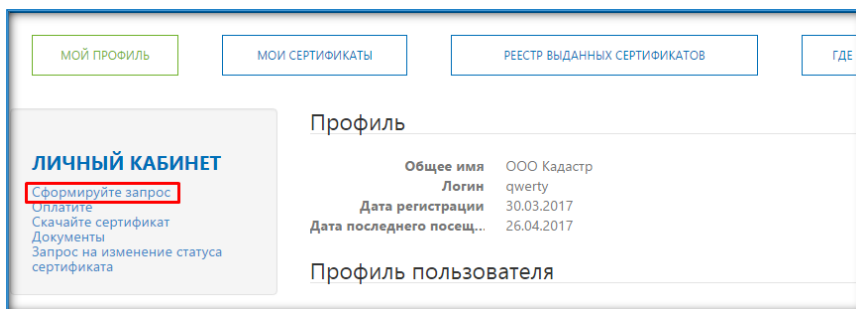 МОЙ ПРОФИЛЬ
МОИ СЕРТИФИКАТЫ
РЕЕСТР ВЫДАННЫХ СЕРТИФИКАТОВ
ГДЕ
ЛИЧНЫЙ КАБИНЕТ
Сформируйте запрос
Оплатите
Скачайте сертификат
Документы
Запрос на изменение статуса
сертификата
Профиль
Общее имя ООО Кадастр
Логин qwerty
Дата регистрации 30.03.2017
Дата последнего посещ... 26.04.2017
Профиль пользователя